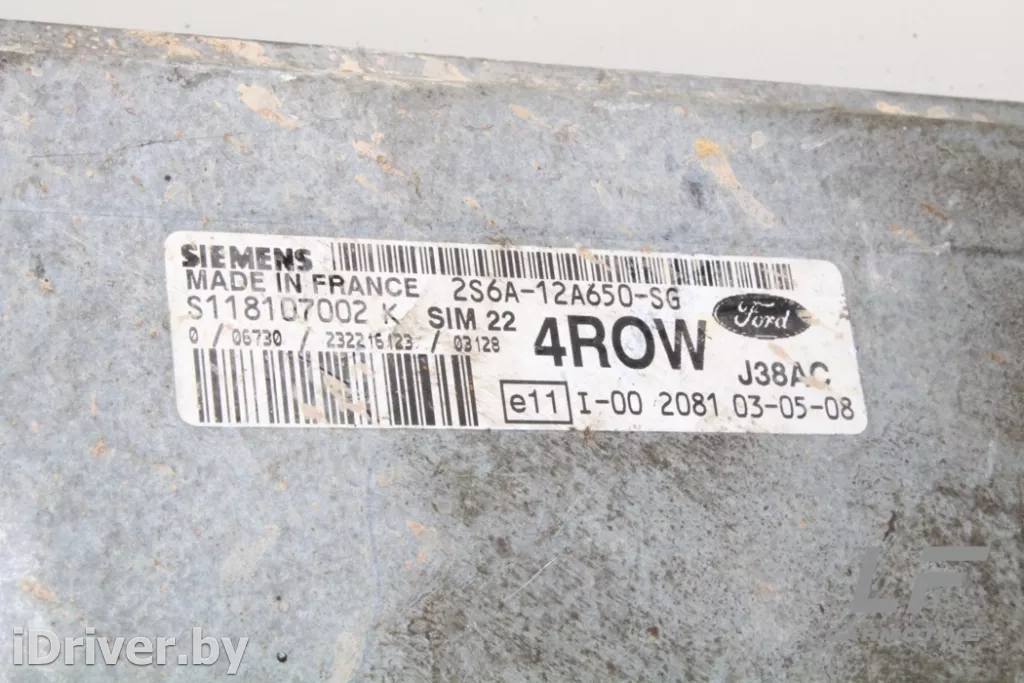 SIEMENS
MADE IN FRANCE 2S6A-12A650-SG
S118107002 K SIM 22 4ROW Ford
0 / 06730 / 232216123 / 03128 J38AC
e11 I-00 2081 03-05-08
LF
iDriver.by